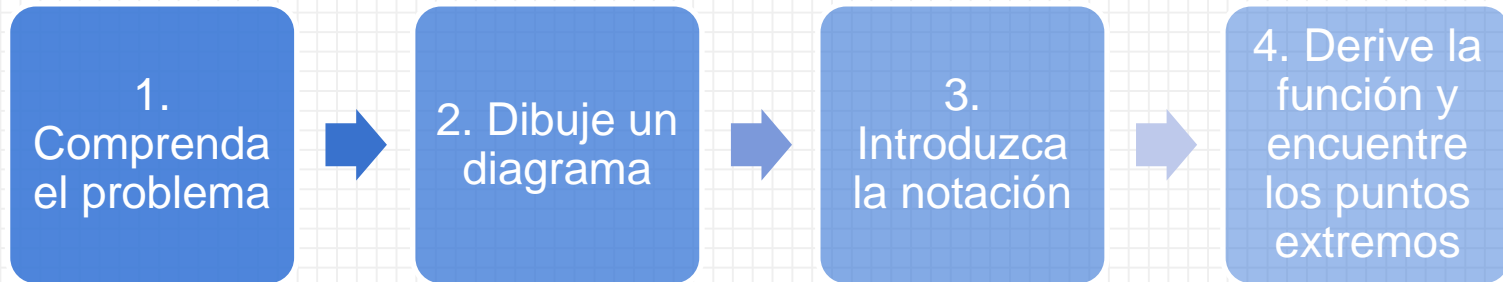 1.
Comprenda
el problema
2. Dibuje un
diagrama
3.
Introduzca
la notación
4. Derive la
función y
encuentre
los puntos
extremos